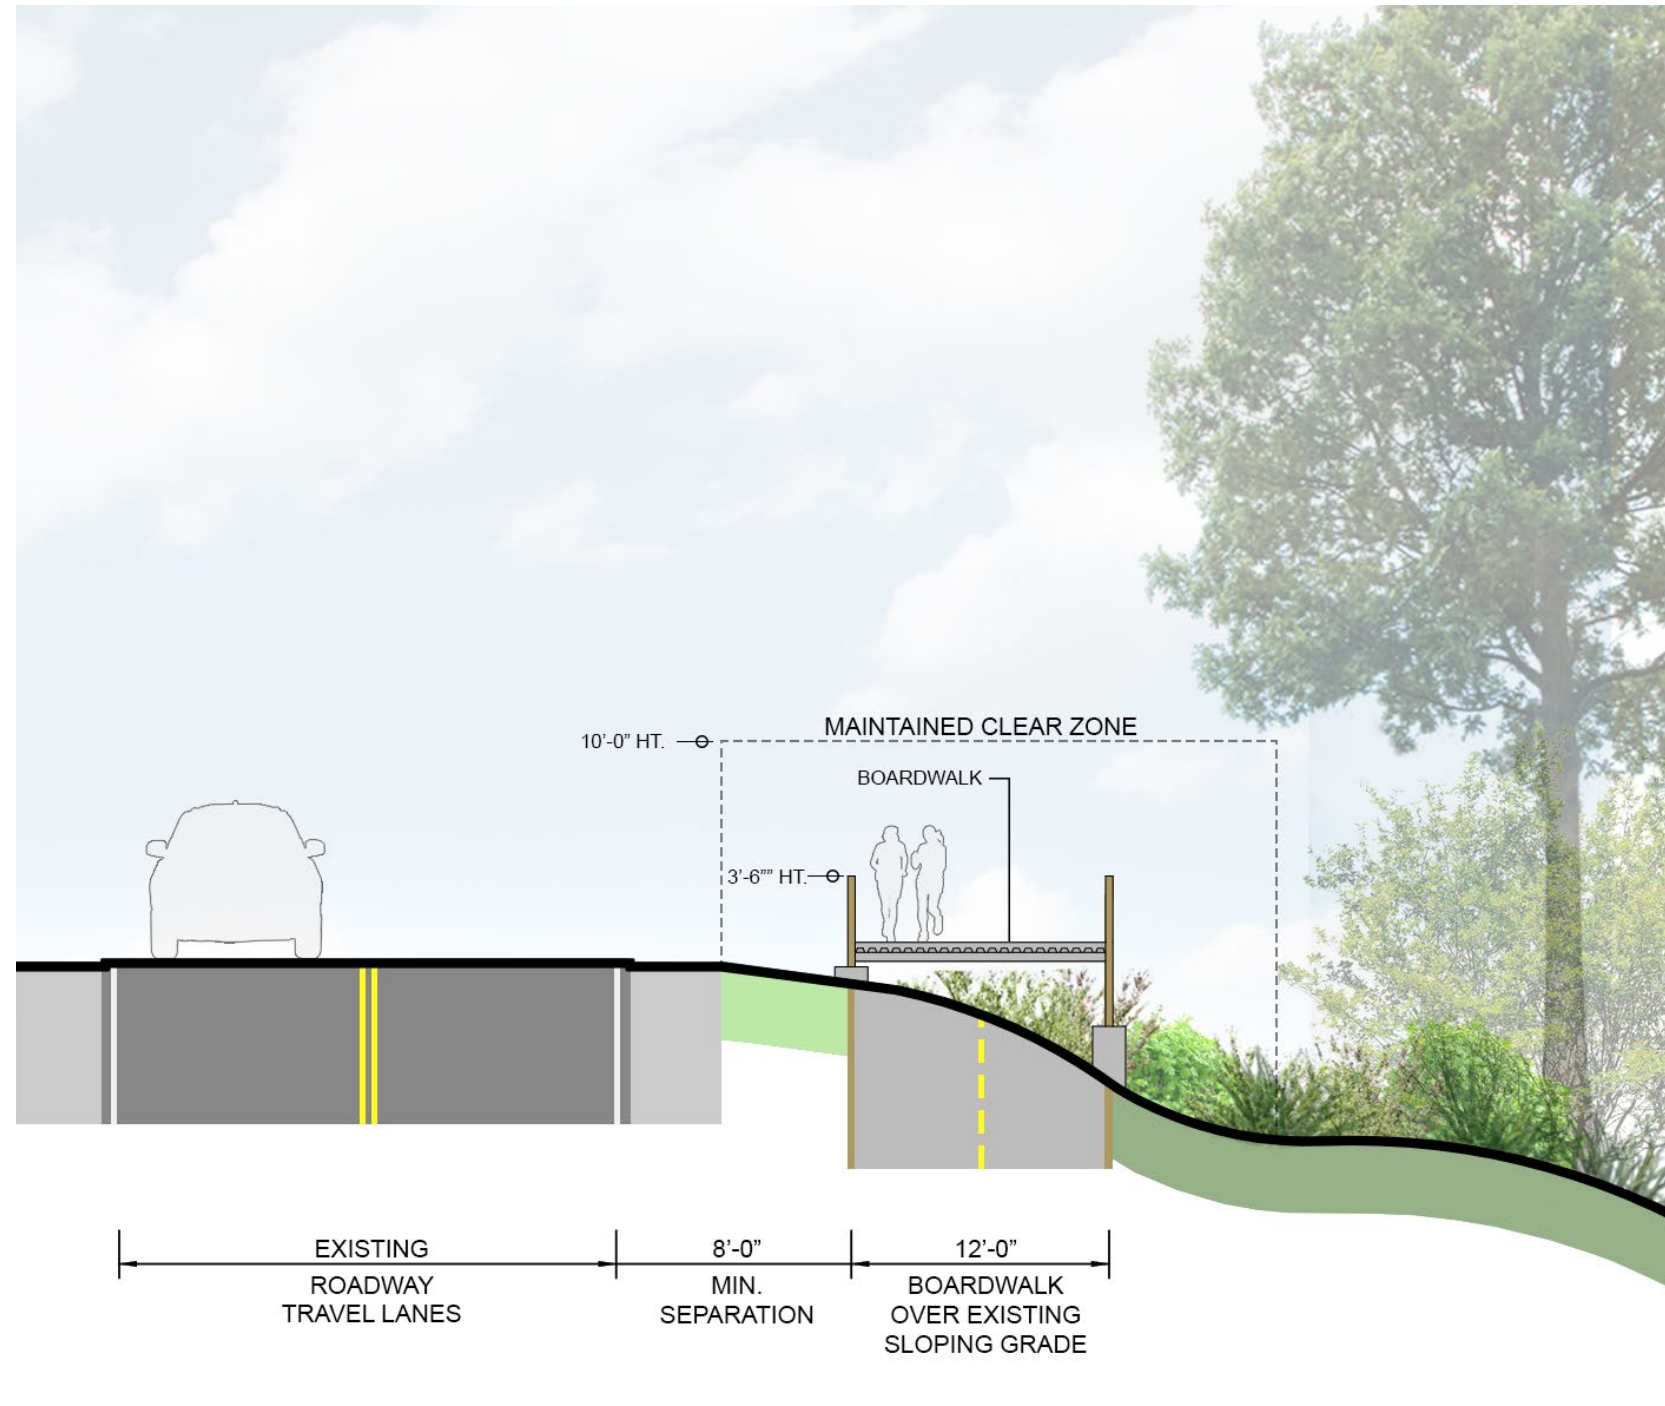 MAINTAINED CLEAR ZONE
10’-0” HT.
BOARDWALK
3’-6”” HT.
EXISTING
ROADWAY
TRAVEL LANES
8’-0”
MIN.
SEPARATION
12’-0”
BOARDWALK
OVER EXISTING
SLOPING GRADE